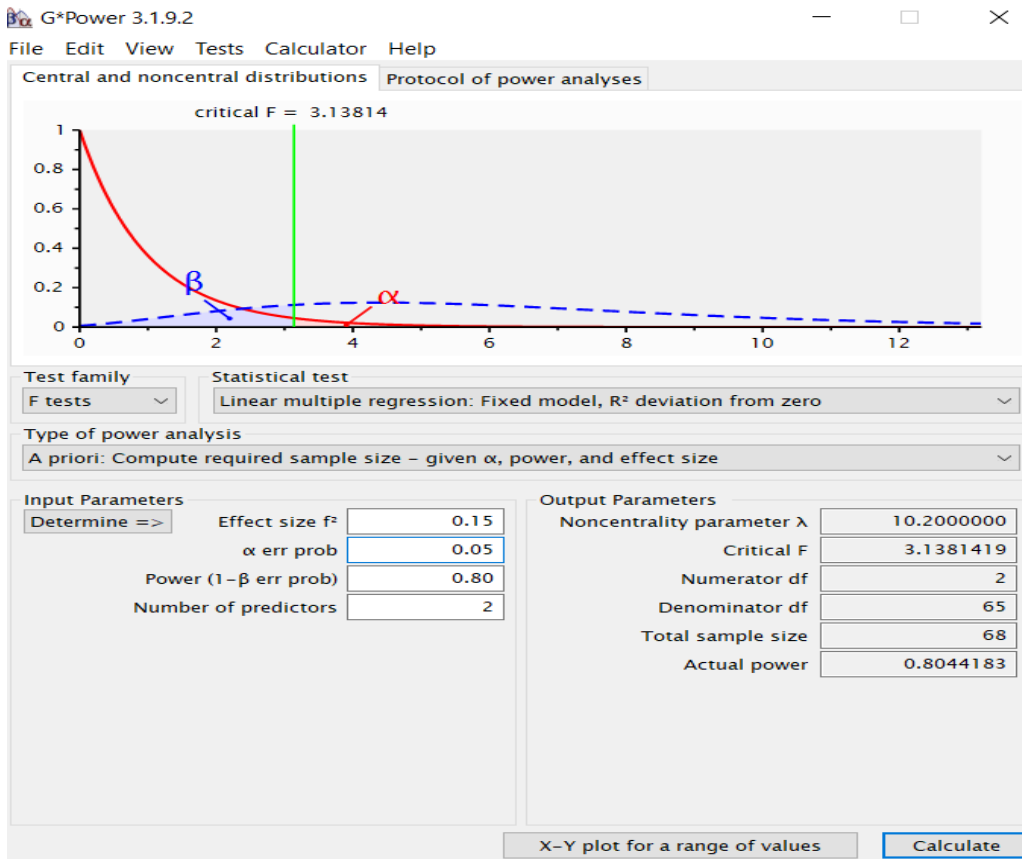 G*Power 3.1.9.2
File Edit View Tests Calculator Help
Central and noncentral distributions Protocol of power analyses
critical F = 3.13814
1
0.8
0.6
0.4
0.2
0
β
α
0 2 4 6 8 10 12
Test family Statistical test
F tests Linear multiple regression: Fixed model, R² deviation from zero
Type of power analysis
A priori: Compute required sample size – given α, power, and effect size
Input Parameters
Determine => Effect size f² 0.15
α err prob 0.05
Power (1–β err prob) 0.80
Number of predictors 2
Output Parameters
Noncentrality parameter λ 10.2000000
Critical F 3.1381419
Numerator df 2
Denominator df 65
Total sample size 68
Actual power 0.8044183
X–Y plot for a range of values Calculate